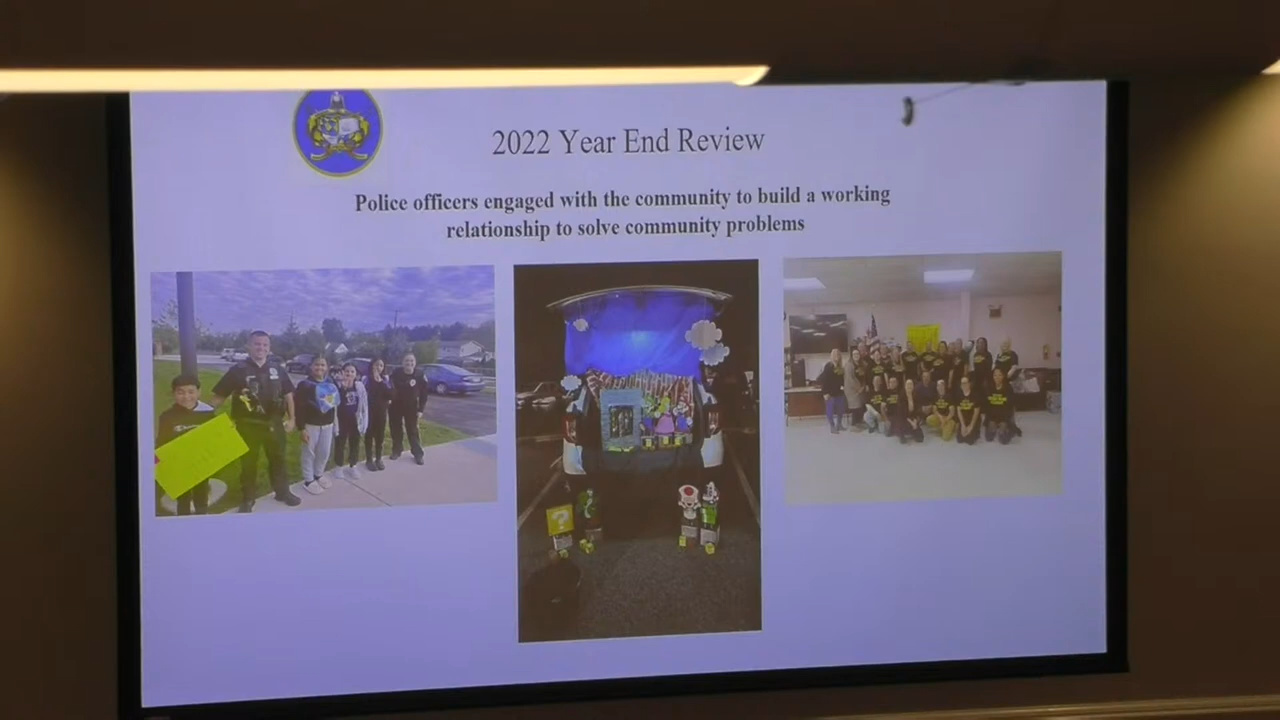 2022 Year End Review
Police officers engaged with the community to build a working
relationship to solve community problems
?